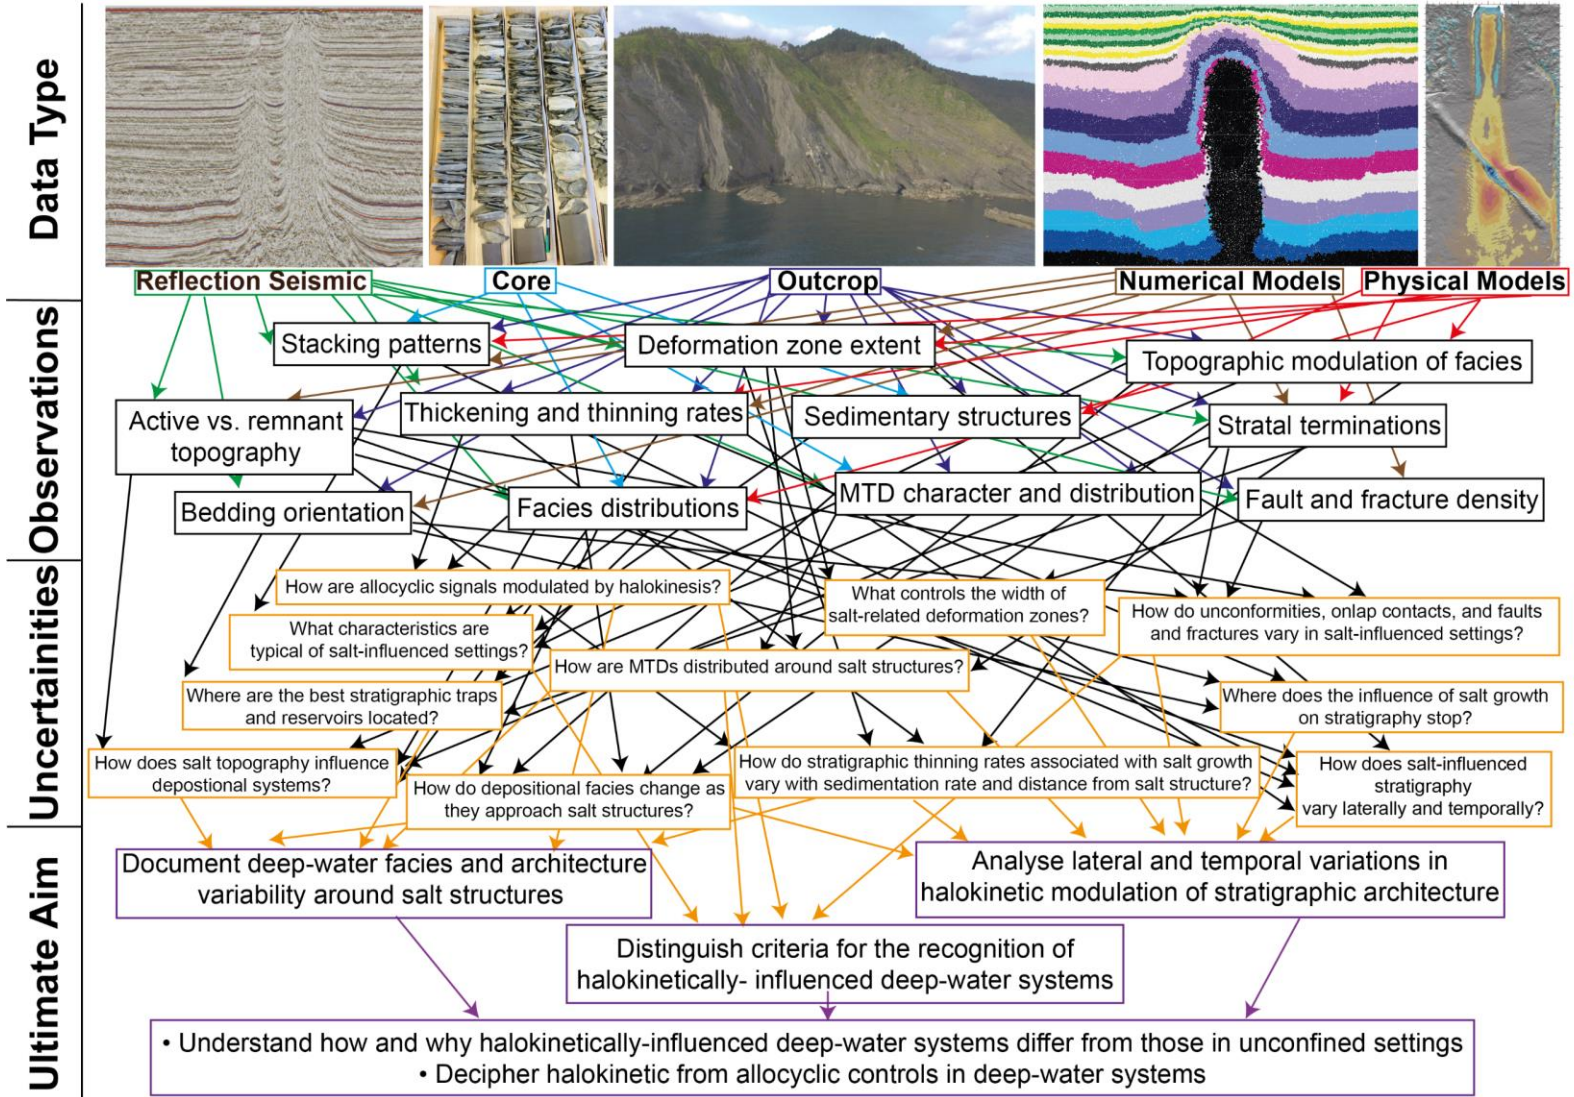 Data Type
Reflection Seismic
Core
Outcrop
Numerical Models
Physical Models
Observations
Stacking patterns
Deformation zone extent
Topographic modulation of facies
Active vs. remnant
topography
Thickening and thinning rates
Sedimentary structures
Stratal terminations
Bedding orientation
Facies distributions
MTD character and distribution
Fault and fracture density
Uncertainities
How are allocyclic signals modulated by halokinesis?
What controls the width of
salt-related deformation zones?
How do unconformities, onlap contacts, and faults
and fractures vary in salt-influenced settings?
What characteristics are
typical of salt-influenced settings?
How are MTDs distributed around salt structures?
Where are the best stratigraphic traps
and reservoirs located?
Where does the influence of salt growth
on stratigraphy stop?
How does salt topography influence
depostional systems?
How do depositional facies change as
they approach salt structures?
How do stratigraphic thinning rates associated with salt growth
vary with sedimentation rate and distance from salt structure?
How does salt-influenced
stratigraphy
vary laterally and temporally?
Ultimate Aim
Document deep-water facies and architecture
variability around salt structures
Analyse lateral and temporal variations in
halokinetic modulation of stratigraphic architecture
Distinguish criteria for the recognition of
halokinetically- influenced deep-water systems
• Understand how and why halokinetically-influenced deep-water systems differ from those in unconfined settings
• Decipher halokinetic from allocyclic controls in deep-water systems